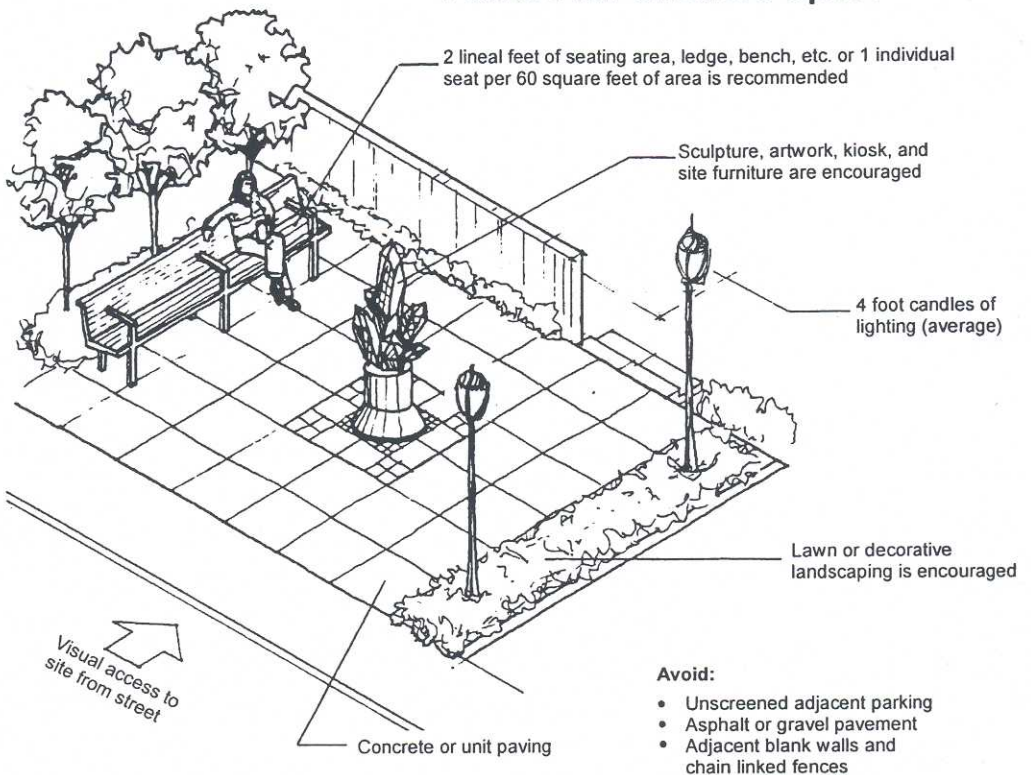 2 lineal feet of seating area, ledge, bench, etc. or 1 individual
seat per 60 square feet of area is recommended
Sculpture, artwork, kiosk, and
site furniture are encouraged
4 foot candles of
lighting (average)
Lawn or decorative
landscaping is encouraged
Visual access to
site from street
Concrete or unit paving
Avoid:
• Unscreened adjacent parking
• Asphalt or gravel pavement
• Adjacent blank walls and
chain linked fences